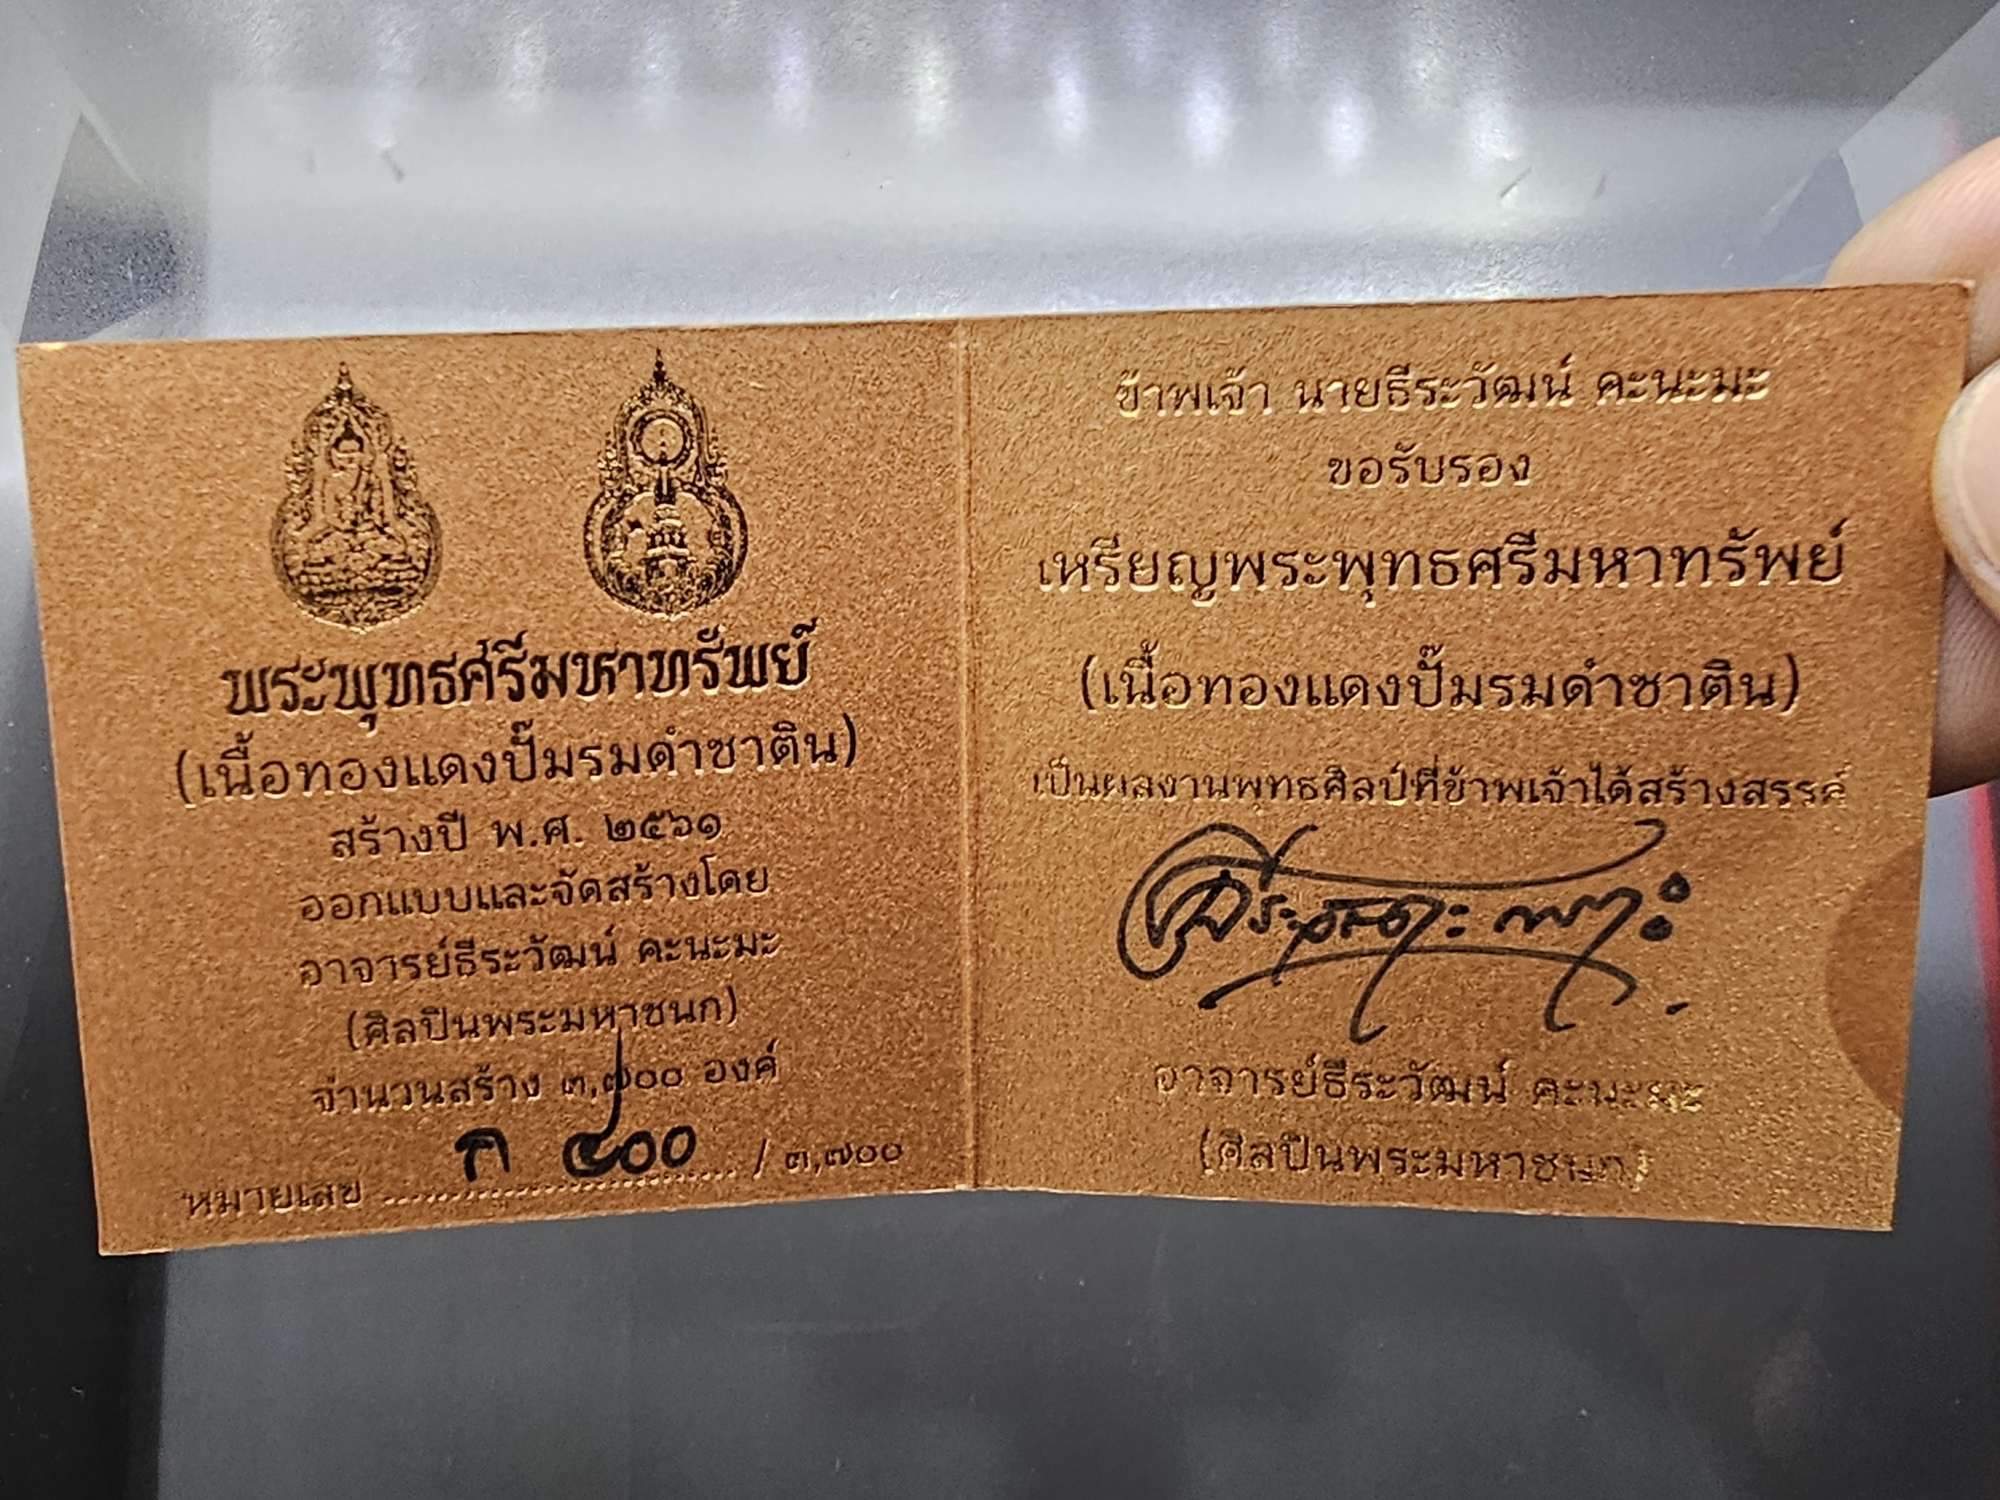 พระพุทธศรีมหาทรัพย์
(เนื้อทองแดงปั๊มรมดำซาติน)
สร้างปี พ.ศ. ๒๕๖๑
ออกแบบและจัดสร้างโดย
อาจารย์ธีระวัฒน์ คะนะมะ
(ศิลปินพระมหาชนก)
จำนวนสร้าง ๓,๗๐๐ องค์
หมายเลข ก ๔๐๐ / ๓,๗๐๐
ข้าพเจ้า นายธีระวัฒน์ คะนะมะ
ขอรับรอง
เหรียญพระพุทธศรีมหาทรัพย์
(เนื้อทองแดงปั๊มรมดำซาติน)
เป็นผลงานพุทธศิลป์ที่ข้าพเจ้าได้สร้างสรรค์
อาจารย์ธีระวัฒน์ คะนะมะ
(ศิลปินพระมหาชนก)